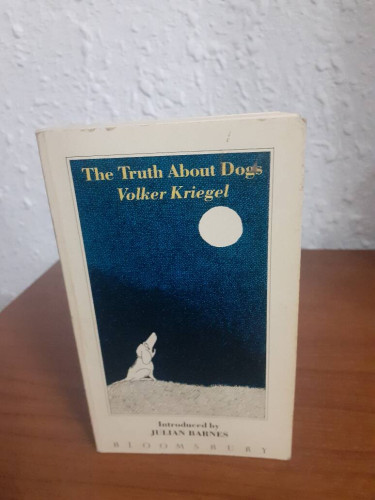 The Truth About Dogs
Volker Kriegel
Introduced by
JULIAN BARNES
BLOOMSBURY